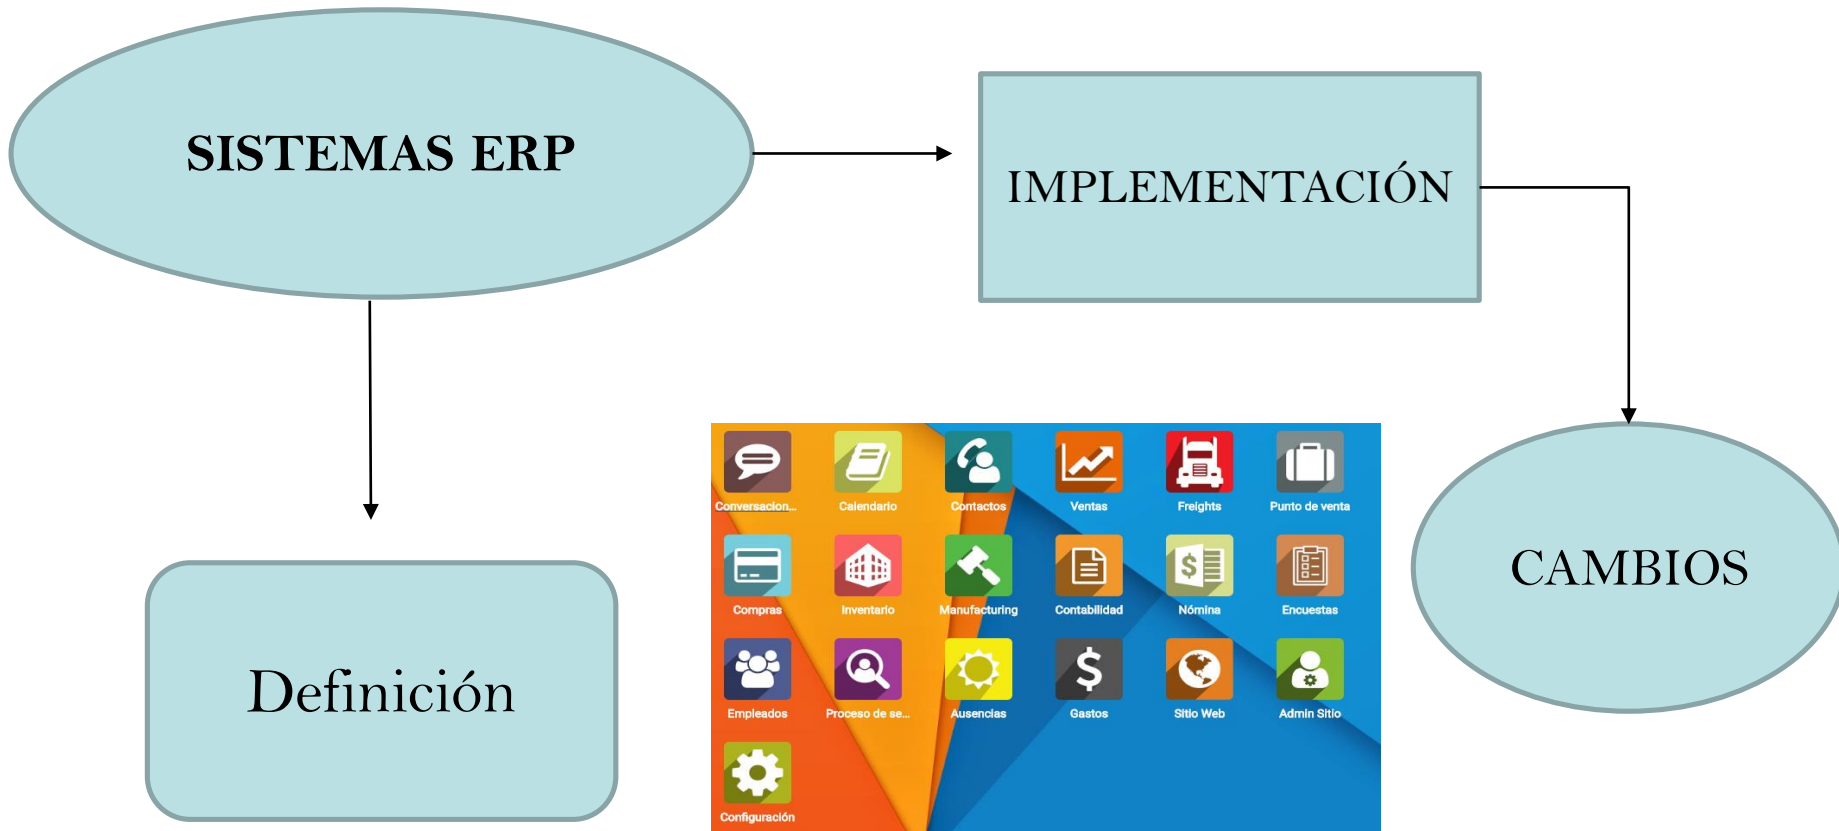 SISTEMAS ERP
IMPLEMENTACIÓN
Conversacion...
Calendario
Contactos
Ventas
Freights
Punto de venta
Compras
Inventario
Manufacturing
Contabilidad
Nómina
Encuestas
Empleados
Proceso de se...
Ausencias
Gastos
Sitio Web
Admin Sitio
Configuración
CAMBIOS
Definición